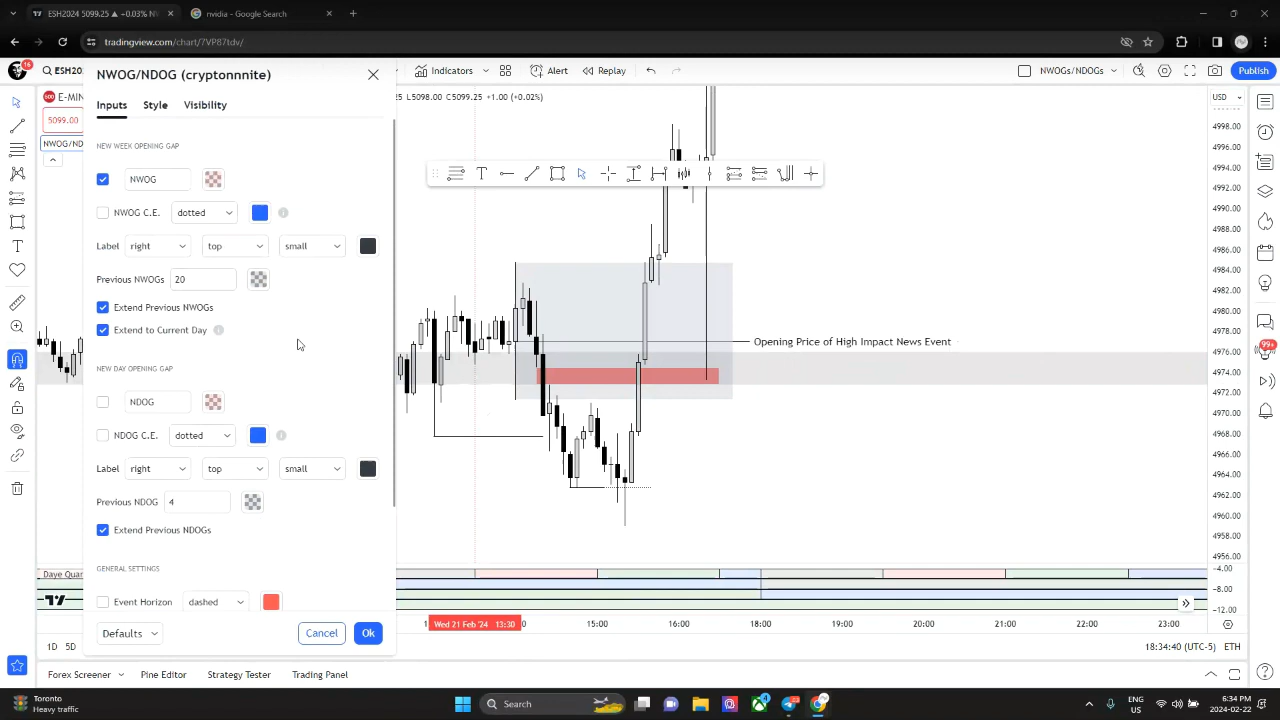 ESH2024 5099.25 ▲ +0.03% NW
nvidia - Google Search
tradingview.com/chart/7VP87tdv/
16
ESH202
Indicators
Alert
Replay
NWOGs/NDOGs
Publish
NWOG/NDOG (cryptonnnite)
500 E-MIN
25 L5098.00 C5099.25 +1.00 (+0.02%)
USD
5099.00
NWOG/ND
Inputs
Style
Visibility
NEW WEEK OPENING GAP
NWOG
NWOG C.E.
dotted
Label
right
top
small
Previous NWOGs
20
Extend Previous NWOGs
Extend to Current Day
NEW DAY OPENING GAP
NDOG
NDOG C.E.
dotted
Label
right
top
small
Previous NDOG
4
Extend Previous NDOGs
GENERAL SETTINGS
Event Horizon
dashed
Defaults
Cancel
Ok
Opening Price of High Impact News Event
4998.00
4996.00
4994.00
4992.00
4990.00
4988.00
4986.00
4984.00
4982.00
4980.00
4978.00
4976.00
4974.00
4972.00
4970.00
4968.00
4966.00
4964.00
4962.00
4960.00
4958.00
4956.00
-4.00
-8.00
-12.00
99+
Daye Quar
Wed 21 Feb '24 13:30
15:00
16:00
18:00
19:00
20:00
21:00
22:00
23:00
1D 5D
18:34:40 (UTC-5)
ETH
Forex Screener
Pine Editor
Strategy Tester
Trading Panel
Toronto
Heavy traffic
Search
ENG
US
6:34 PM
2024-02-22